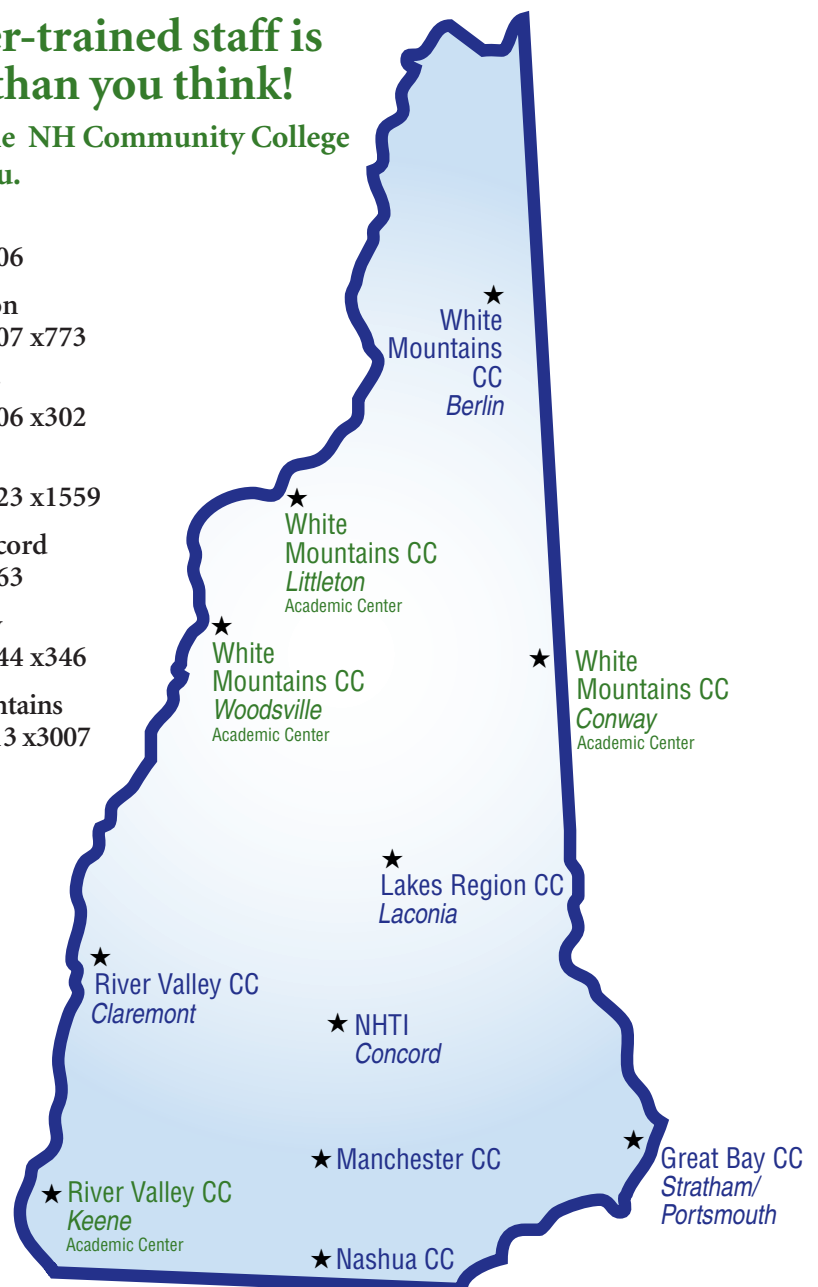 er-trained staff is
than you think!
e NH Community College
u.
06
on
07 x773
06 x302
23 x1559
cord
63
44 x346
ntains
13 x3007
White
Mountains
CC
Berlin
White
Mountains CC
Littleton
Academic Center
White
Mountains CC
Woodsville
Academic Center
White
Mountains CC
Conway
Academic Center
Lakes Region CC
Laconia
River Valley CC
Claremont
NHTI
Concord
Manchester CC
Great Bay CC
Stratham/
Portsmouth
River Valley CC
Keene
Academic Center
Nashua CC